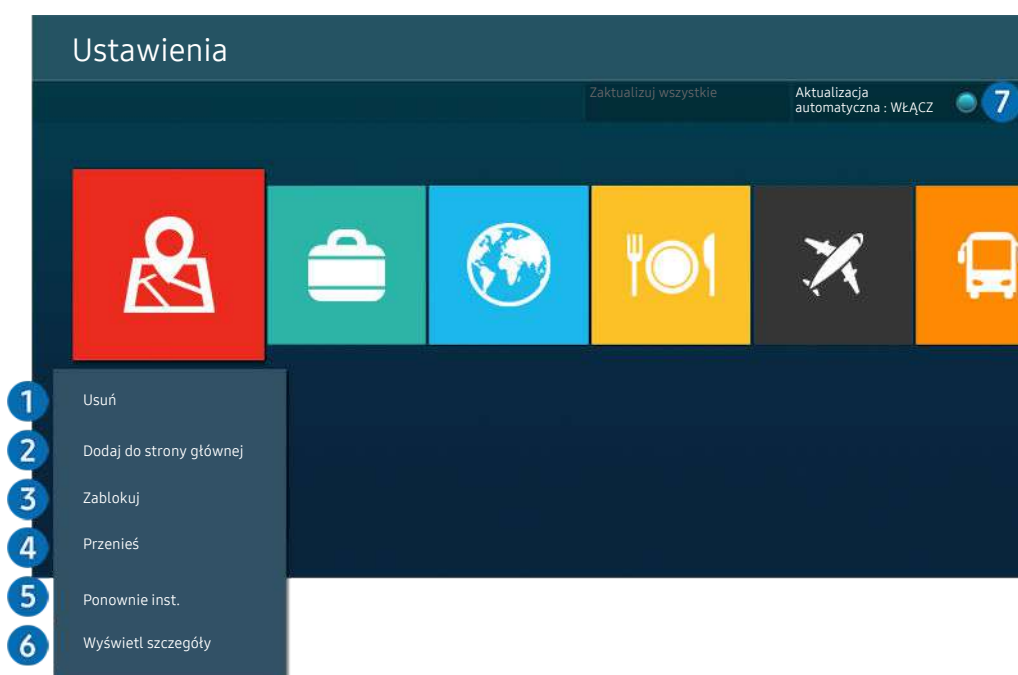 Ustawienia
Zaktualizuj wszystkie
Aktualizacja
automatyczna : WŁĄCZ
7
1
Usuń
2
Dodaj do strony głównej
3
Zablokuj
4
Przenieś
5
Ponownie inst.
6
Wyświetl szczegóły